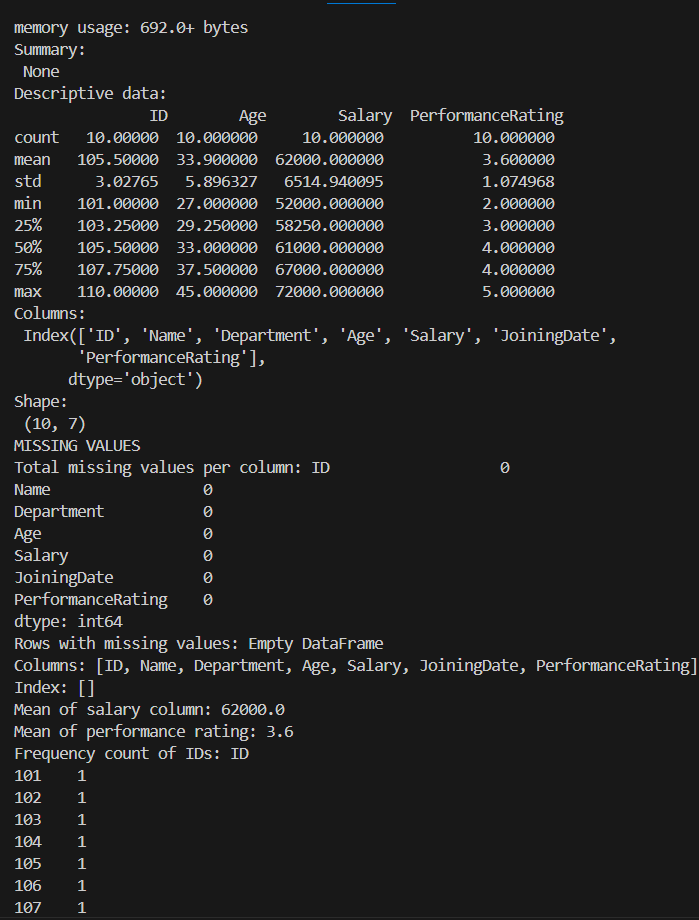 memory usage: 692.0+ bytes
Summary:
 None
Descriptive data:
              ID        Age        Salary  PerformanceRating
count   10.00000  10.000000     10.000000          10.000000
mean   105.50000  33.900000  62000.000000           3.600000
std      3.02765   5.896327   6514.940095           1.074968
min    101.00000  27.000000  52000.000000           2.000000
25%    103.25000  29.250000  58250.000000           3.000000
50%    105.50000  33.000000  61000.000000           4.000000
75%    107.75000  37.500000  67000.000000           4.000000
max    110.00000  45.000000  72000.000000           5.000000
Columns:
 Index(['ID', 'Name', 'Department', 'Age', 'Salary', 'JoiningDate',
       'PerformanceRating'],
      dtype='object')
Shape:
 (10, 7)
MISSING VALUES
Total missing values per column: ID                   0
Name                 0
Department           0
Age                  0
Salary               0
JoiningDate          0
PerformanceRating    0
dtype: int64
Rows with missing values: Empty DataFrame
Columns: [ID, Name, Department, Age, Salary, JoiningDate, PerformanceRating]
Index: []
Mean of salary column: 62000.0
Mean of performance rating: 3.6
Frequency count of IDs: ID
101    1
102    1
103    1
104    1
105    1
106    1
107    1